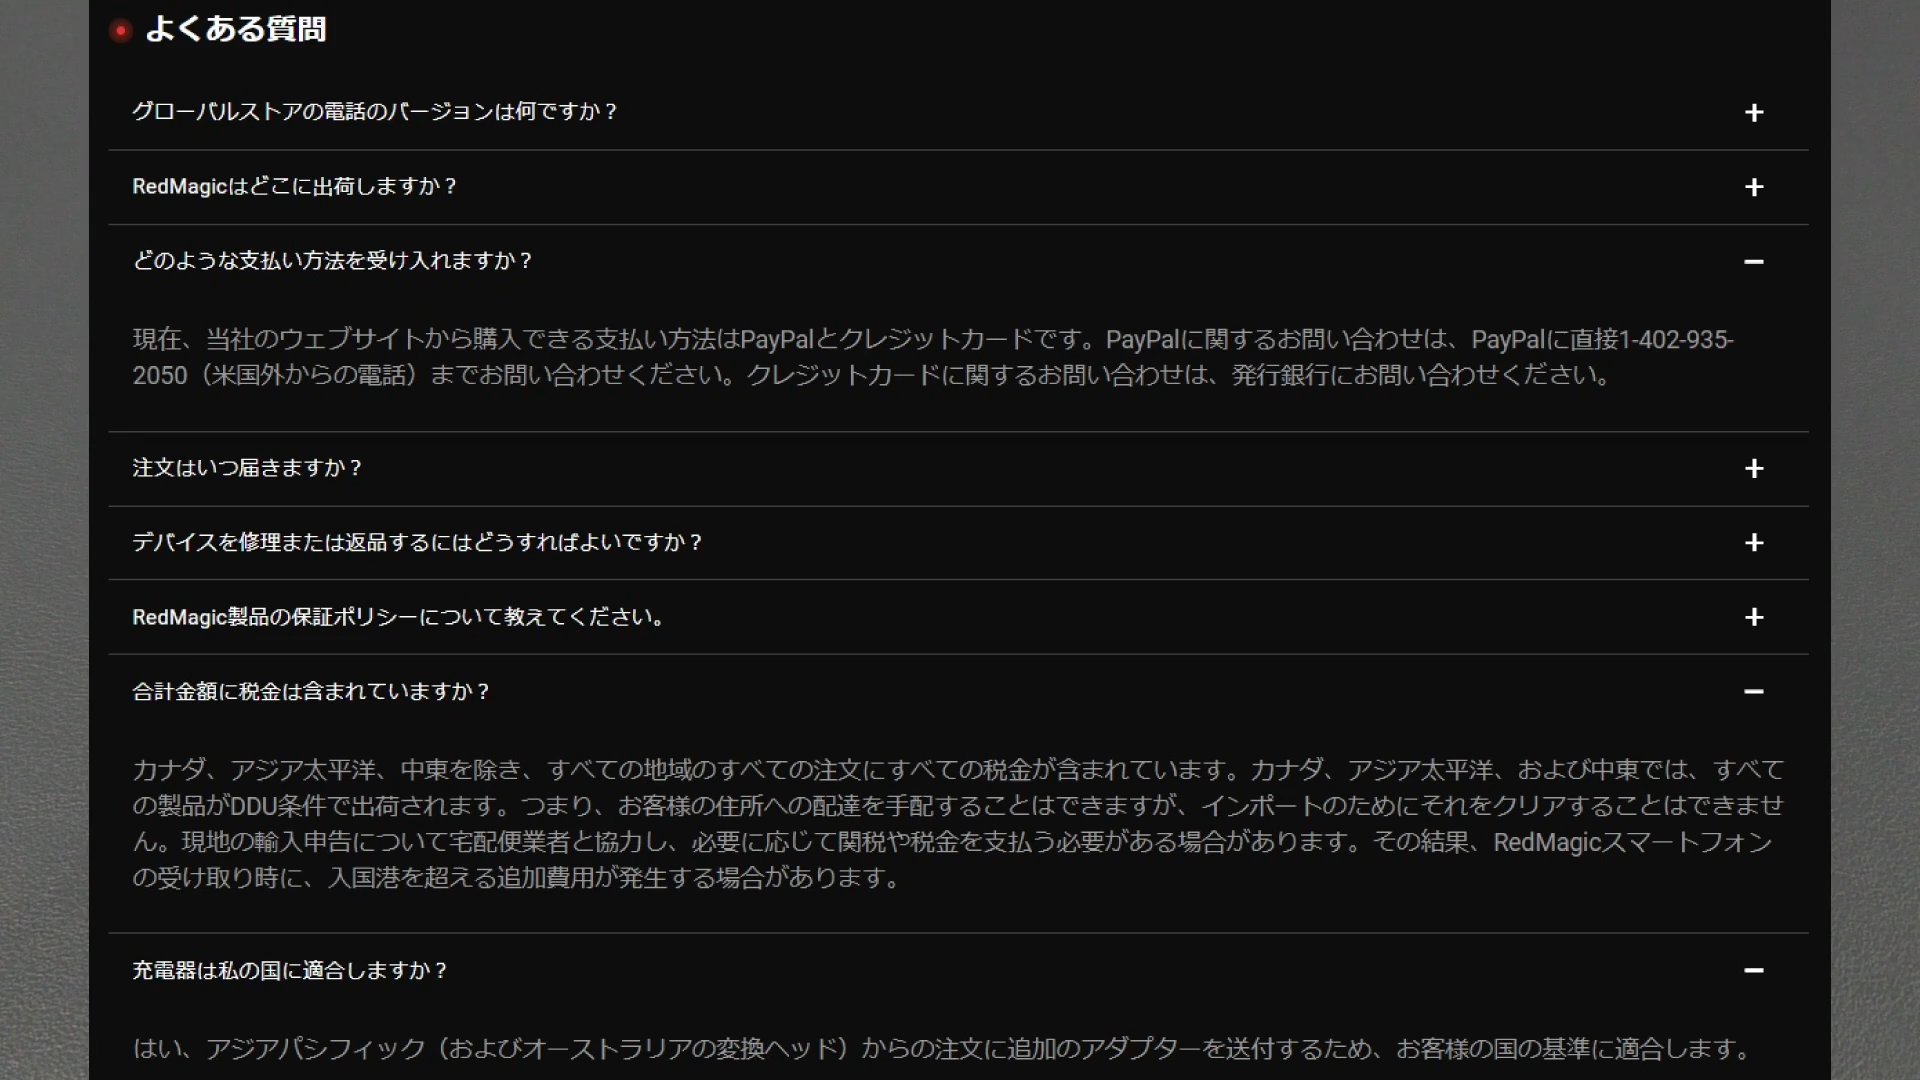 よくある質問
グローバルストアの電話のバージョンは何ですか？
RedMagicはどこに出荷しますか？
どのような支払い方法を受け入れますか？
現在、当社のウェブサイトから購入できる支払い方法はPayPalとクレジットカードです。PayPalに関するお問い合わせは、PayPalに直接1-402-935-
2050（米国外からの電話）までお問い合わせください。クレジットカードに関するお問い合わせは、発行銀行にお問い合わせください。
注文はいつ届きますか？
デバイスを修理または返品するにはどうすればよいですか？
RedMagic製品の保証ポリシーについて教えてください。
合計金額に税金は含まれていますか？
カナダ、アジア太平洋、中東を除き、すべての地域のすべての注文にすべての税金が含まれています。カナダ、アジア太平洋、および中東では、すべて
の製品がDDU条件で出荷されます。つまり、お客様の住所への配達を手配することはできますが、インポートのためにそれをクリアすることはできませ
ん。現地の輸入申告について宅配便業者と協力し、必要に応じて関税や税金を支払う必要がある場合があります。その結果、RedMagicスマートフォン
の受け取り時に、入国港を超える追加費用が発生する場合があります。
充電器は私の国に適合しますか？
はい、アジアパシフィック（およびオーストラリアの変換ヘッド）からの注文に追加のアダプターを送付するため、お客様の国の基準に適合します。